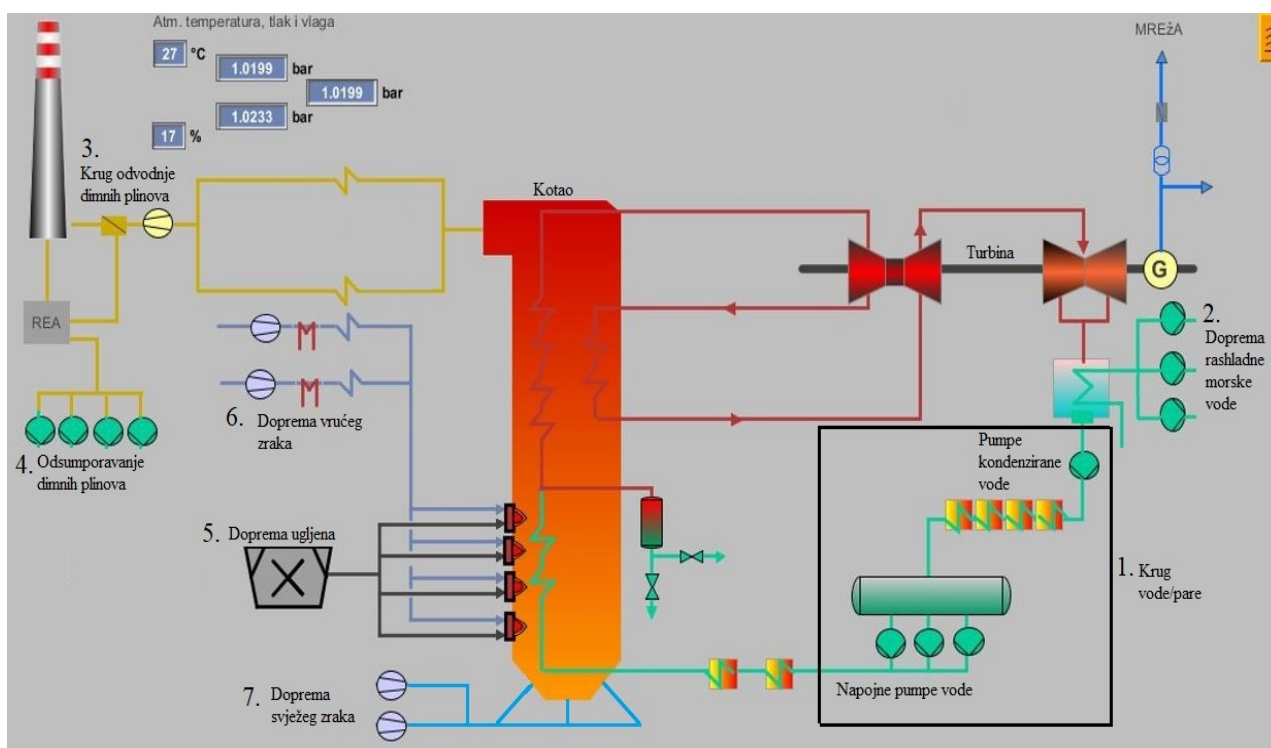 Atm. temperatura, tlak i vlaga
27 °C
1.0199 bar
1.0199 bar
1.0233 bar
17 %
MREžA
3.
Krug odvodnje
dimnih plinova
Kotao
Turbina
G
REA
2.
Doprema
rashladne
morske
vode
6. Doprema vrućeg
zraka
4. Odsumporavanje
dimnih plinova
Pumpe
kondenzirane
vode
5. Doprema ugljena
1. Krug
vode/pare
Napojne pumpe vode
7. Doprema
svježeg zraka